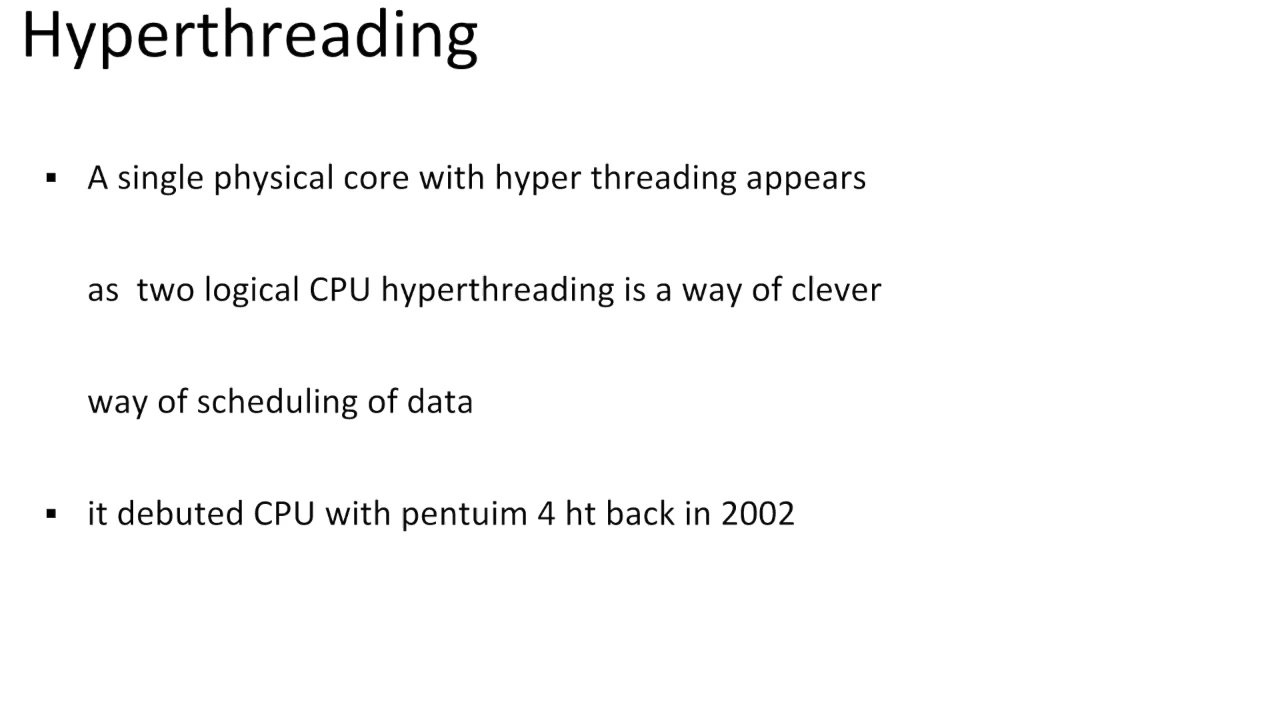 Hyperthreading
▪ A single physical core with hyper threading appears
as  two logical CPU hyperthreading is a way of clever
way of scheduling of data
▪ it debuted CPU with pentuim 4 ht back in 2002